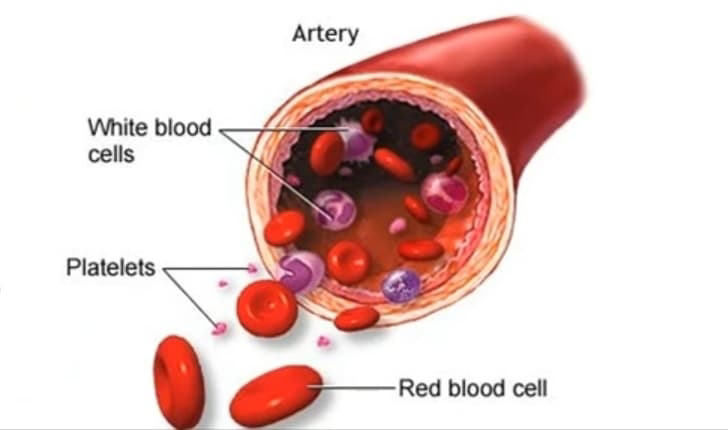 Artery
White blood
cells
Platelets
Red blood cell